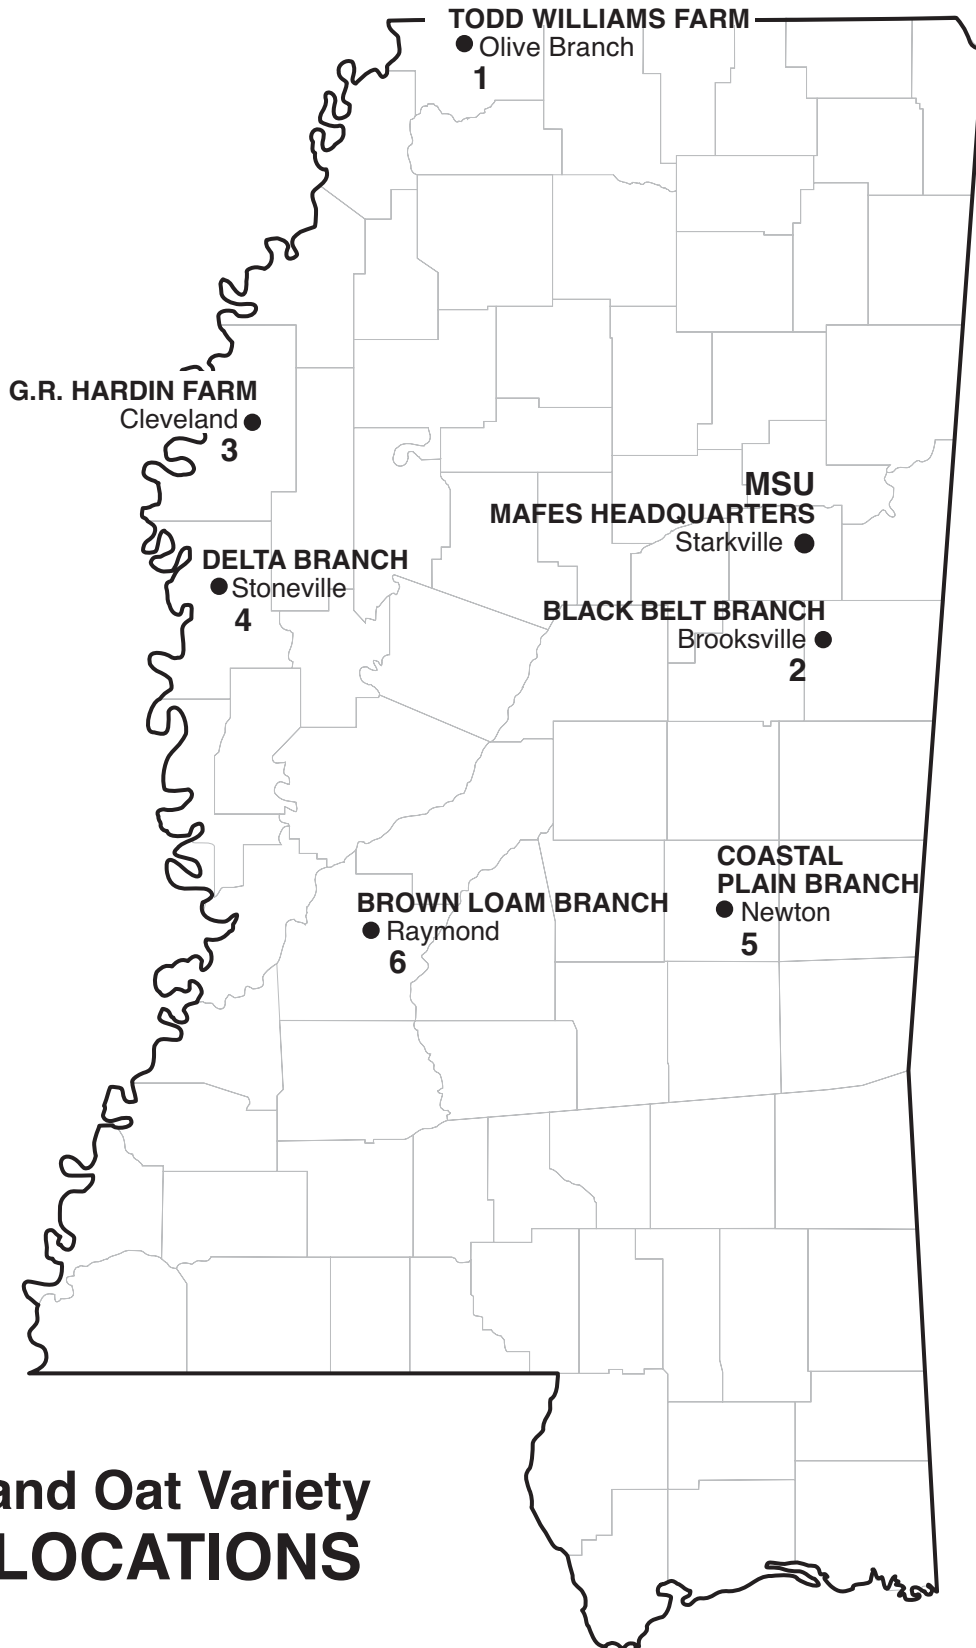 TODD WILLIAMS FARM
Olive Branch
1
G.R. HARDIN FARM
Cleveland
3
MSU
MAFES HEADQUARTERS
Starkville
DELTA BRANCH
Stoneville
4
BLACK BELT BRANCH
Brooksville
2
COASTAL
PLAIN BRANCH
Newton
5
BROWN LOAM BRANCH
Raymond
6
and Oat Variety
LOCATIONS